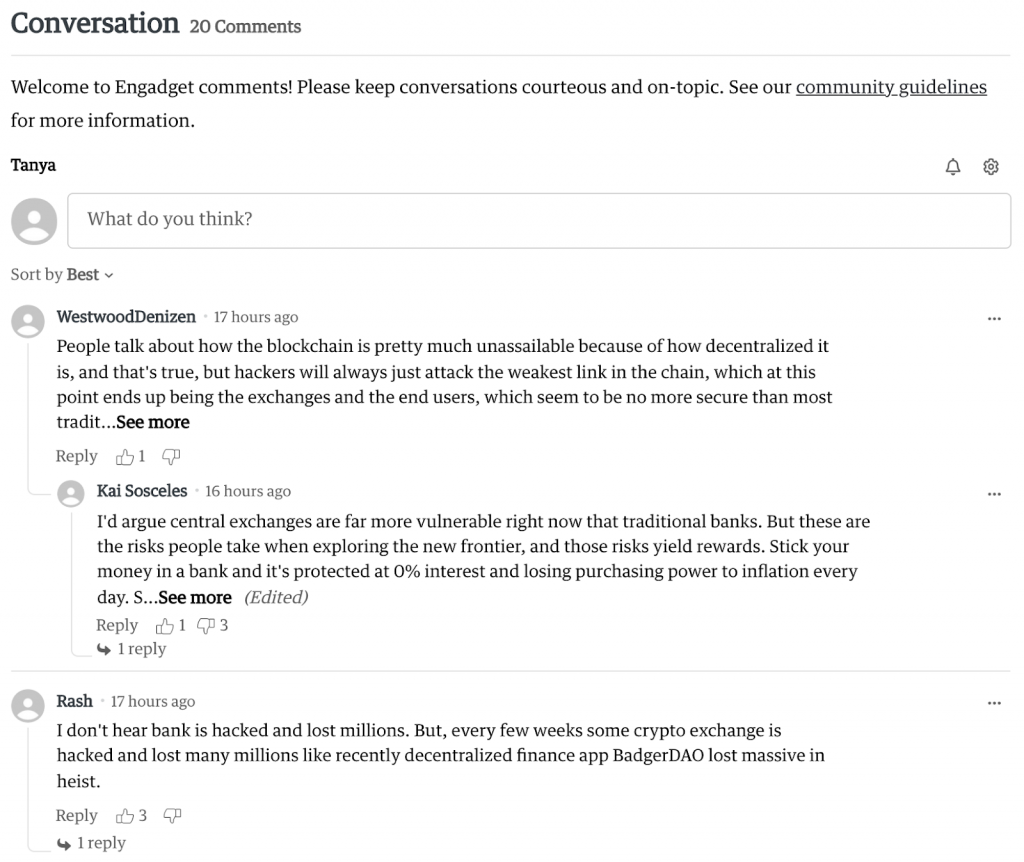 Conversation 20 Comments
Welcome to Engadget comments! Please keep conversations courteous and on-topic. See our community guidelines
for more information.
Tanya
What do you think?
Sort by Best
WestwoodDenizen · 17 hours ago
People talk about how the blockchain is pretty much unassailable because of how decentralized it
is, and that's true, but hackers will always just attack the weakest link in the chain, which at this
point ends up being the exchanges and the end users, which seem to be no more secure than most
tradit...See more
Reply 1
Kai Sosceles · 16 hours ago
I'd argue central exchanges are far more vulnerable right now that traditional banks. But these are
the risks people take when exploring the new frontier, and those risks yield rewards. Stick your
money in a bank and it's protected at 0% interest and losing purchasing power to inflation every
day. S...See more (Edited)
Reply 1 3
1 reply
Rash · 17 hours ago
I don't hear bank is hacked and lost millions. But, every few weeks some crypto exchange is
hacked and lost many millions like recently decentralized finance app BadgerDAO lost massive in
heist.
Reply 3
1 reply